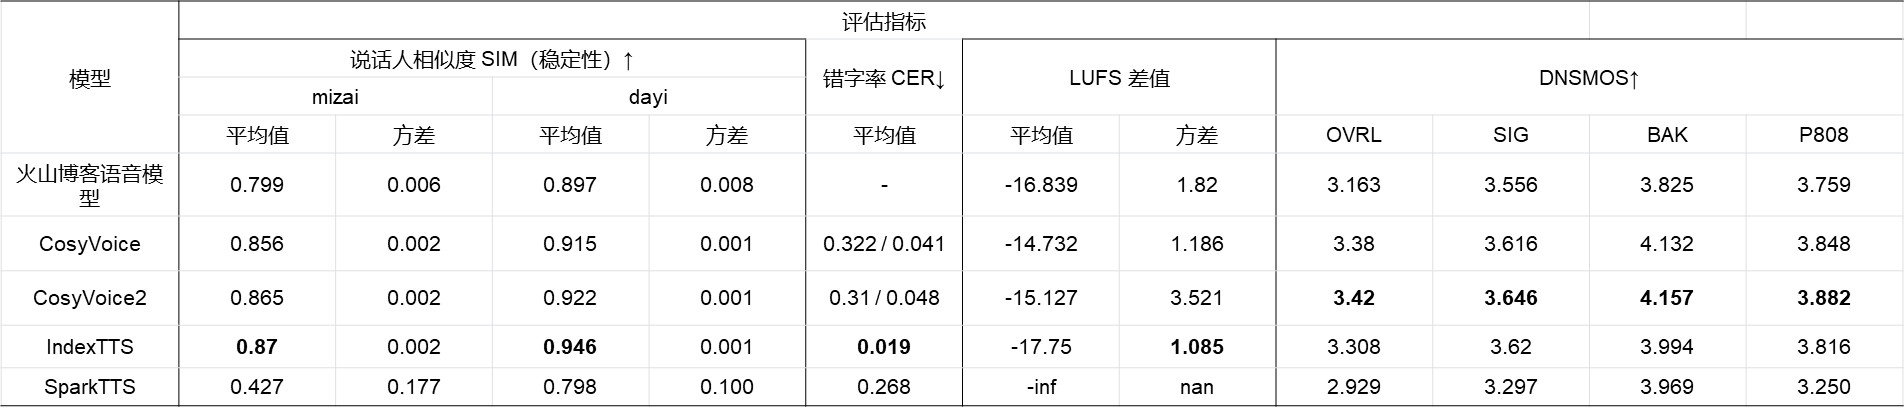 评估指标
模型 说话人相似度 SIM（稳定性）↑ 错字率 CER↓ LUFS 差值 DNSMOS↑
mizai dayi
平均值 方差 平均值 方差 平均值 平均值 方差 OVRL SIG BAK P808
火山博客语音模
型 0.799 0.006 0.897 0.008 - -16.839 1.82 3.163 3.556 3.825 3.759
CosyVoice 0.856 0.002 0.915 0.001 0.322 / 0.041 -14.732 1.186 3.38 3.616 4.132 3.848
CosyVoice2 0.865 0.002 0.922 0.001 0.31 / 0.048 -15.127 3.521 3.42 3.646 4.157 3.882
IndexTTS 0.87 0.002 0.946 0.001 0.019 -17.75 1.085 3.308 3.62 3.994 3.816
SparkTTS 0.427 0.177 0.798 0.100 0.268 -inf nan 2.929 3.297 3.969 3.250